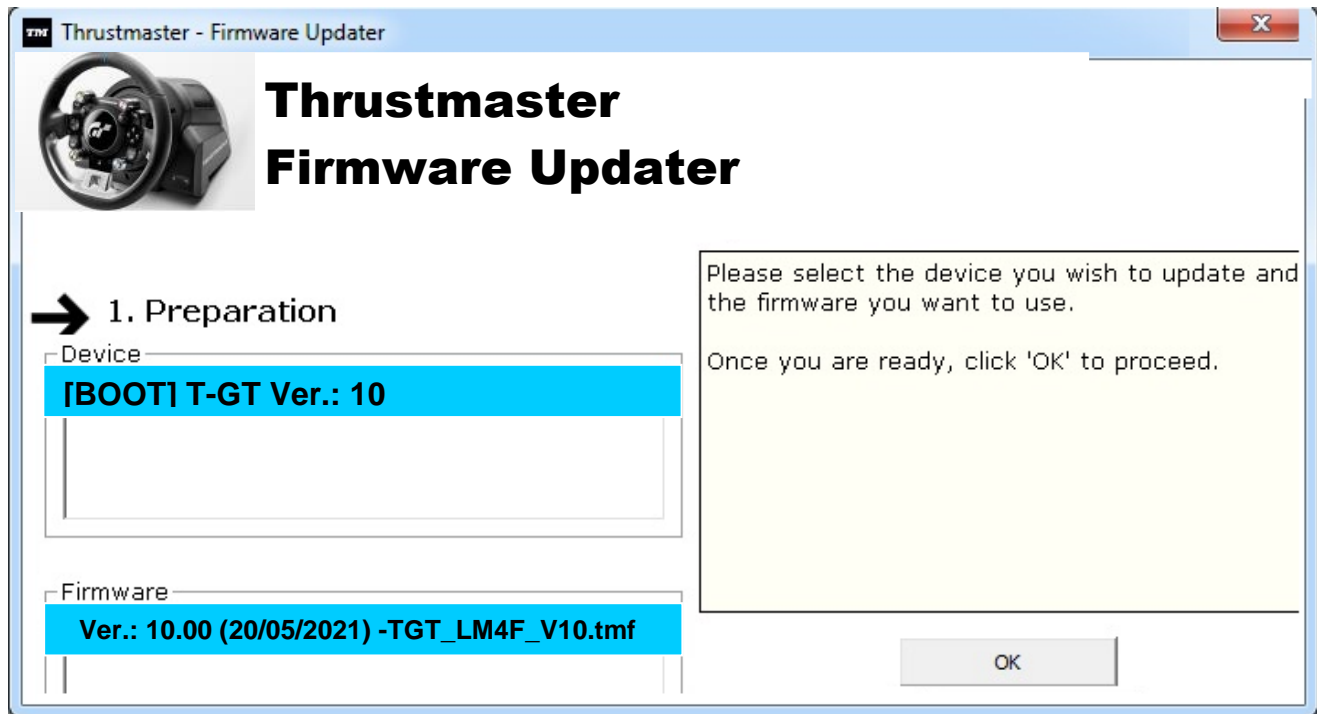 TM Thrustmaster - Firmware Updater
Thrustmaster
Firmware Updater
1. Preparation
Device
[BOOT] T-GT Ver.: 10
Firmware
Ver.: 10.00 (20/05/2021) -TGT_LM4F_V10.tmf
Please select the device you wish to update and
the firmware you want to use.
Once you are ready, click 'OK' to proceed.
OK